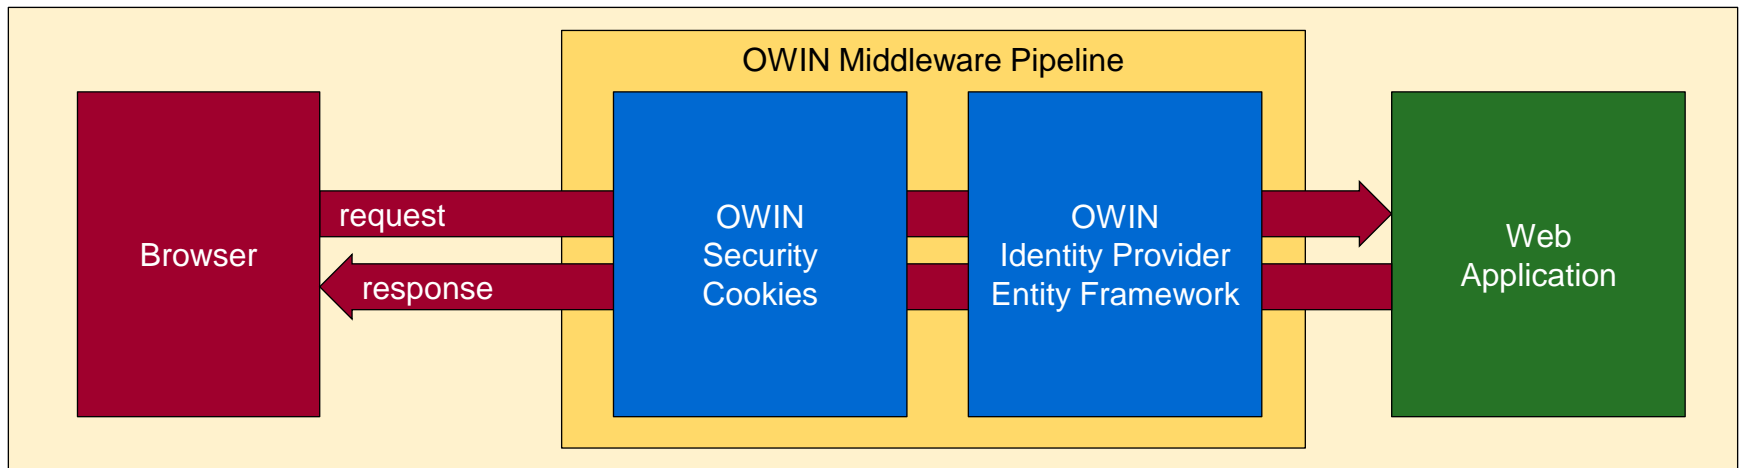 OWIN Middleware Pipeline
Browser
request
response
OWIN
Security
Cookies
OWIN
Identity Provider
Entity Framework
Web
Application